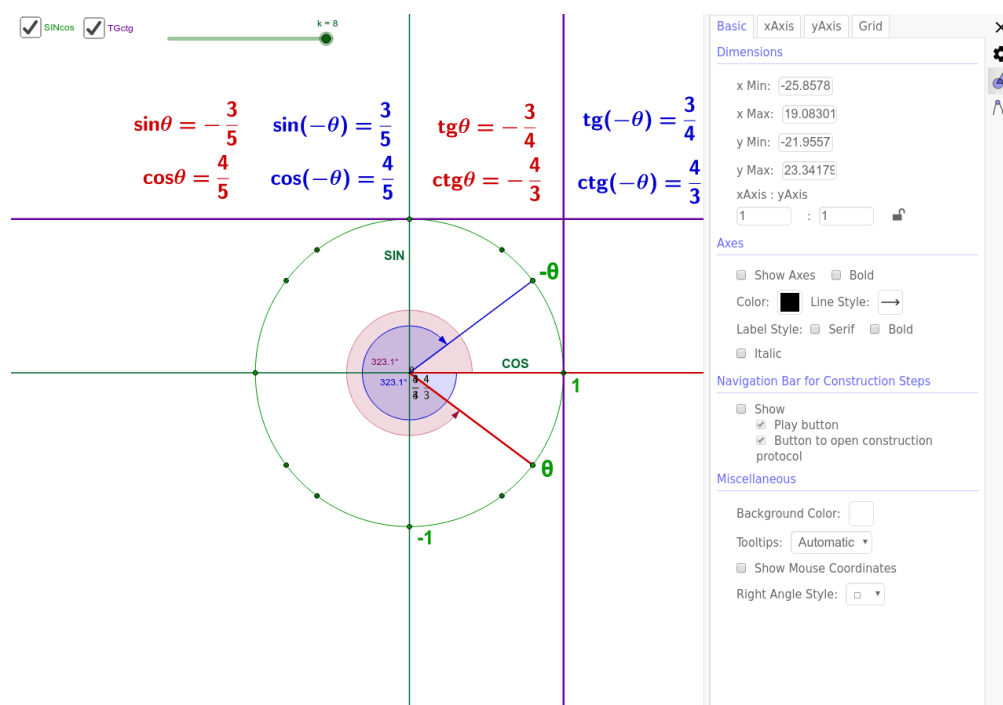 SINcos TGctg k = 8
sinθ = −3/5 sin(−θ) = 3/5 tgθ = −3/4 tg(−θ) = 3/4
cosθ = 4/5 cos(−θ) = 4/5 ctgθ = −4/3 ctg(−θ) = 4/3
SIN
-θ
323.1°
COS
323.1°
1
θ
-1
Basic xAxis yAxis Grid
Dimensions
x Min: -25.8578
x Max: 19.08301
y Min: -21.9557
y Max: 23.34179
xAxis : yAxis
1 : 1
Axes
Show Axes Bold
Color: Line Style:
Label Style: Serif Bold
Italic
Navigation Bar for Construction Steps
Show
Play button
Button to open construction
protocol
Miscellaneous
Background Color:
Tooltips: Automatic
Show Mouse Coordinates
Right Angle Style: